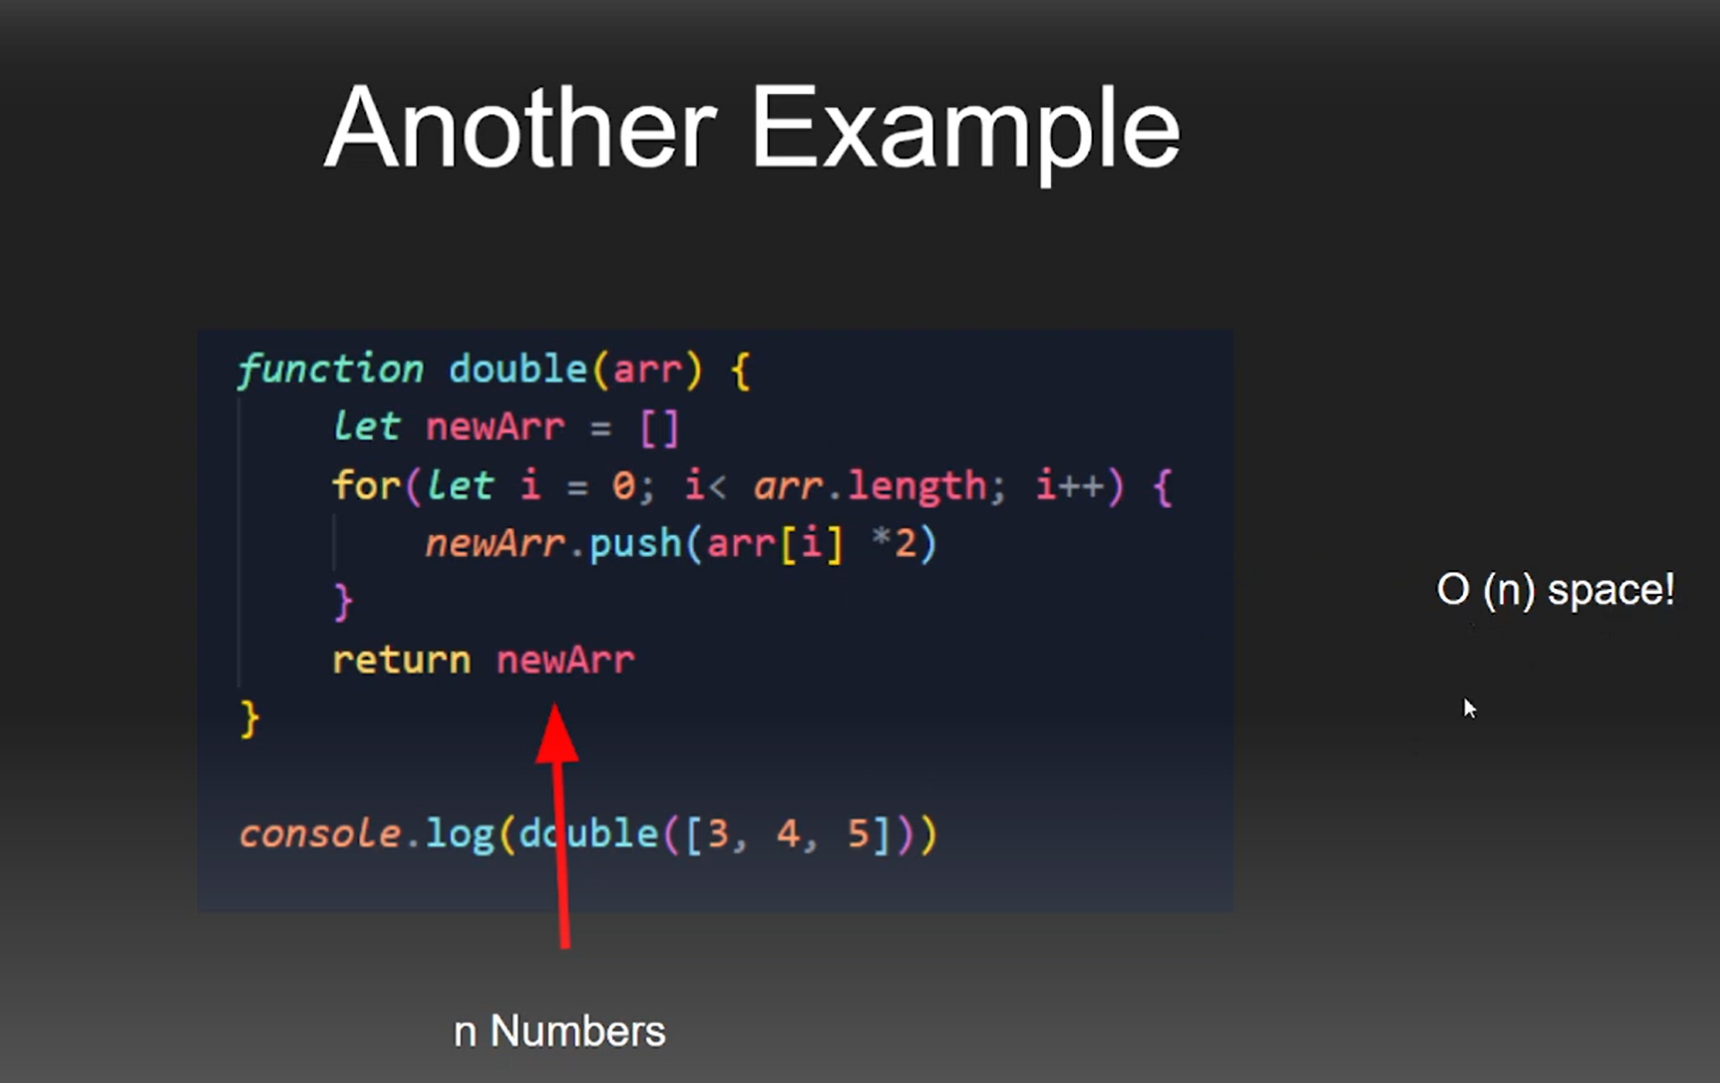 Another Example
function double(arr) {
let newArr = []
for(let i = 0; i< arr.length; i++) {
newArr.push(arr[i] *2)
}
return newArr
}
console.log(double([3, 4, 5]))
O (n) space!
n Numbers